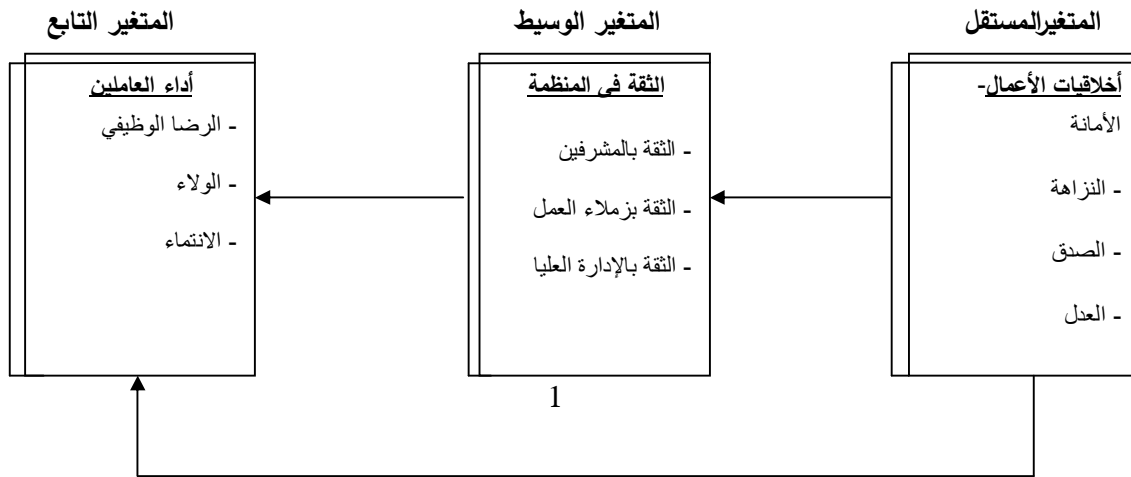 المتغيرالمستقل
أخلاقيات الأعمال-
الأمانة
- النزاهة
- الصدق
- العدل
المتغير الوسيط
الثقة فى المنظمة
- الثقة بالمشرفين
- الثقة بزملاء العمل
- الثقة بالإدارة العليا
المتغير التابع
أداء العاملين
- الرضا الوظيفي
- الولاء
- الانتماء
1